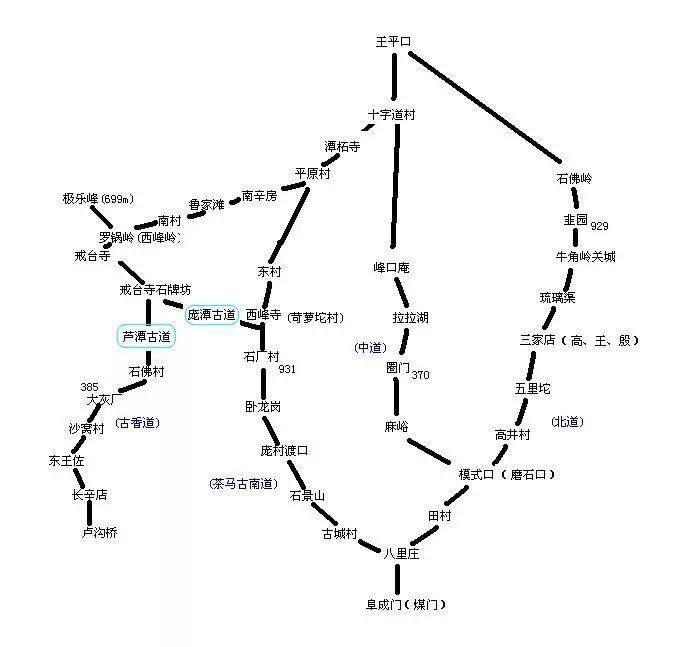 王平口
十字道村
潭柘寺
平原村
石佛岭
极乐峰(699m)
鲁家滩
南辛房
韭园
929
南村
罗锅岭(西峰岭)
戒台寺
牛角岭关城
东村
峰口庵
戒台寺石牌坊
琉璃渠
庞潭古道
西峰寺
(苛萝坨村)
拉拉湖
芦潭古道
三家店(高、王、殷)
(中道)
石厂村
石佛村
931
圈门
370
385
大灰厂
五里坨
卧龙岗
(古香道)
(北道)
沙窝村
麻峪
高井村
庞村渡口
东王佐
模式口(磨石口)
(茶马古南道)
长辛店
石景山
田村
卢沟桥
古城村
八里庄
阜成门(煤门)